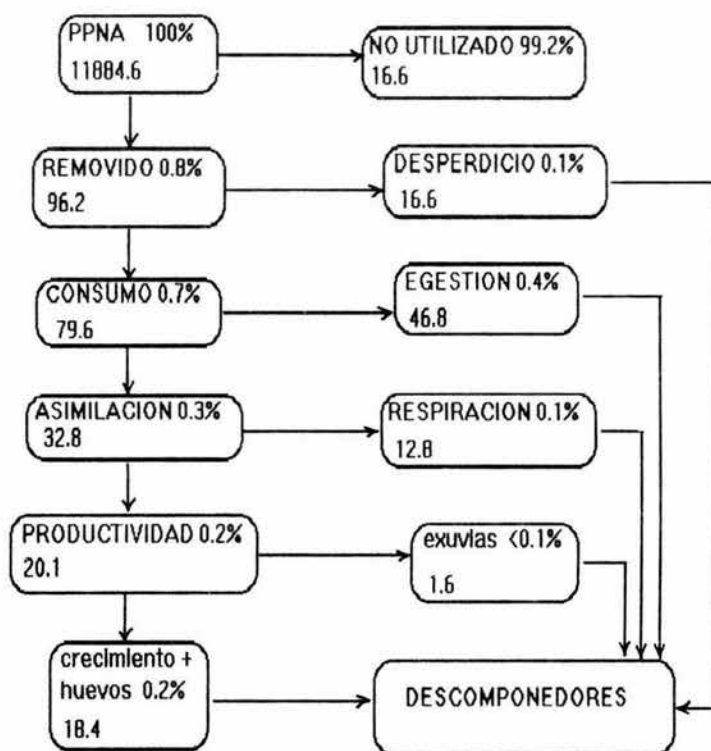 PPNA 100%
11884.6
NO UTILIZADO 99.2%
16.6
REMOVIDO 0.8%
96.2
DESPERDICIO 0.1%
16.6
CONSUMO 0.7%
79.6
EGESTION 0.4%
46.8
ASIMILACION 0.3%
32.8
RESPIRACION 0.1%
12.8
PRODUCTIVIDAD 0.2%
20.1
exuvias <0.1%
1.6
crecimiento +
huevos 0.2%
18.4
DESCOMPONEDORES